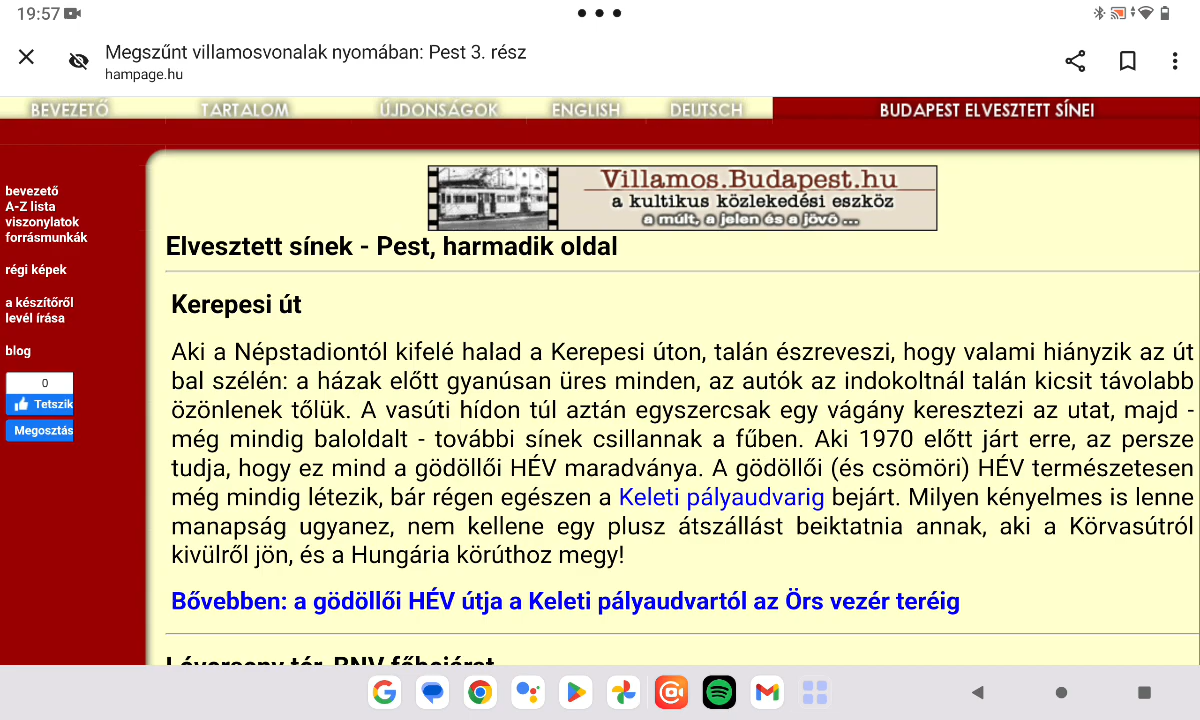 19:57
Megszűnt villamosvonalak nyomában: Pest 3. rész
hampage.hu
BEVEZETŐ TARTALOM ÚJDONSÁGOK ENGLISH DEUTSCH BUDAPEST ELVESZTETT SÍNEI
bevezető
A-Z lista
viszonylatok
forrásmunkák
régi képek
a készítőről
levél írása
blog
0
Tetszik
Megosztás
Villamos.Budapest.hu
a kultikus közlekedési eszköz
a múlt, a jelen és a jövő ...
Elvesztett sínek - Pest, harmadik oldal
Kerepesi út
Aki a Népstadiontól kifelé halad a Kerepesi úton, talán észreveszi, hogy valami hiányzik az út
bal szélén: a házak előtt gyanúsan üres minden, az autók az indokoltnál talán kicsit távolabb
özönlenek tőlük. A vasúti hídon túl aztán egyszercsak egy vágány keresztezi az utat, majd -
még mindig baloldalt - további sínek csillannak a fűben. Aki 1970 előtt járt erre, az persze
tudja, hogy ez mind a gödöllői HÉV maradványa. A gödöllői (és csömöri) HÉV természetesen
még mindig létezik, bár régen egészen a Keleti pályaudvarig bejárt. Milyen kényelmes is lenne
manapság ugyanez, nem kellene egy plusz átszállást beiktatnia annak, aki a Körvasútról
kivülről jön, és a Hungária körúthoz megy!
Bővebben: a gödöllői HÉV útja a Keleti pályaudvartól az Örs vezér teréig
Lóverseny tér, BNV főbejárat